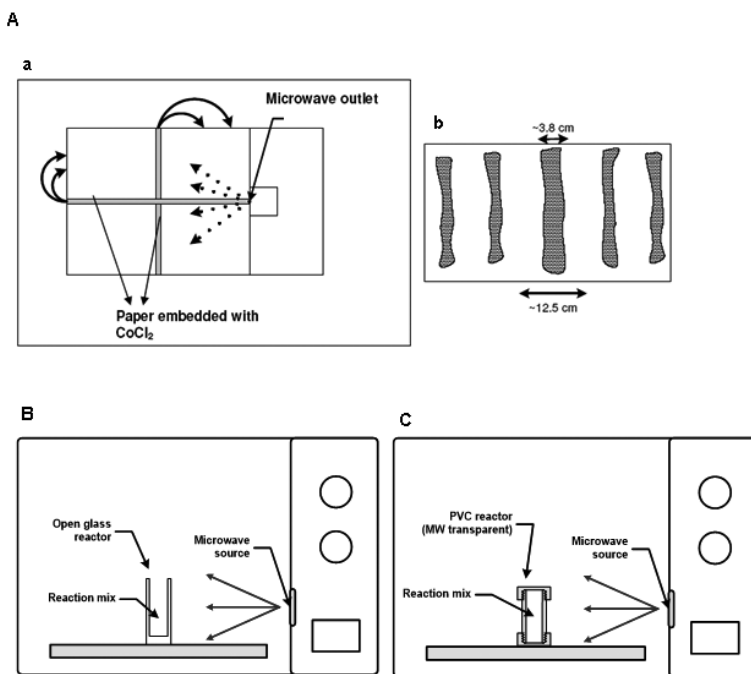 A
a
Microwave outlet
Paper embedded with
CoCl2
b
~3.8 cm
~12.5 cm
B
Open glass
reactor
Reaction mix
Microwave
source
C
PVC reactor
(MW transparent)
Reaction mix
Microwave
source